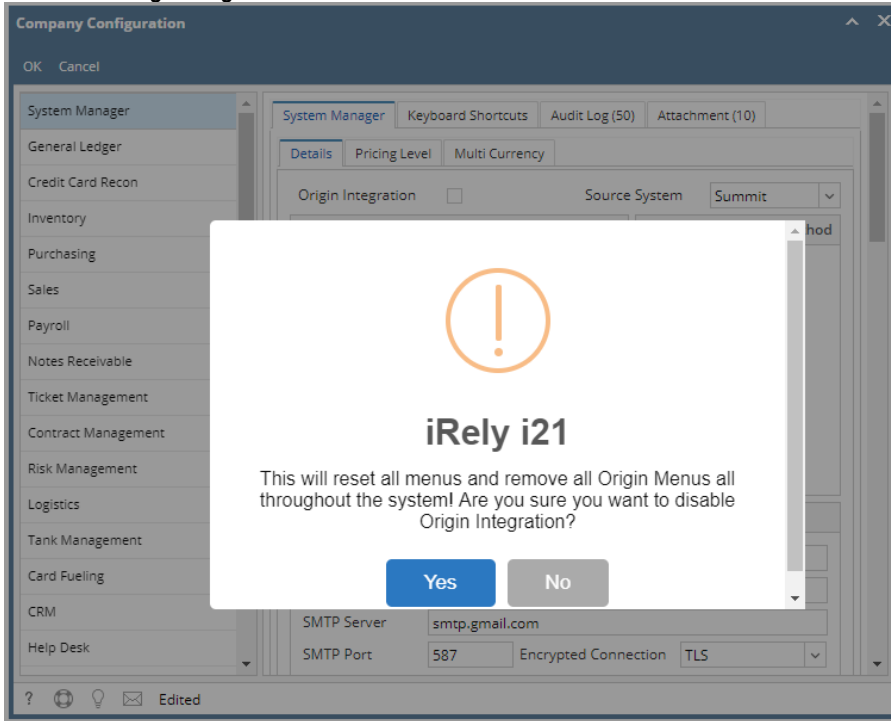 Company Configuration
OK Cancel
System Manager
General Ledger
Credit Card Recon
Inventory
Purchasing
Sales
Payroll
Notes Receivable
Ticket Management
Contract Management
Risk Management
Logistics
Tank Management
Card Fueling
CRM
Help Desk
System Manager Keyboard Shortcuts Audit Log (50) Attachment (10)
Details Pricing Level Multi Currency
Origin Integration Source System Summit
hod
iRely i21
This will reset all menus and remove all Origin Menus all
throughout the system! Are you sure you want to disable
Origin Integration?
Yes No
SMTP Server smtp.gmail.com
SMTP Port 587 Encrypted Connection TLS
? Edited